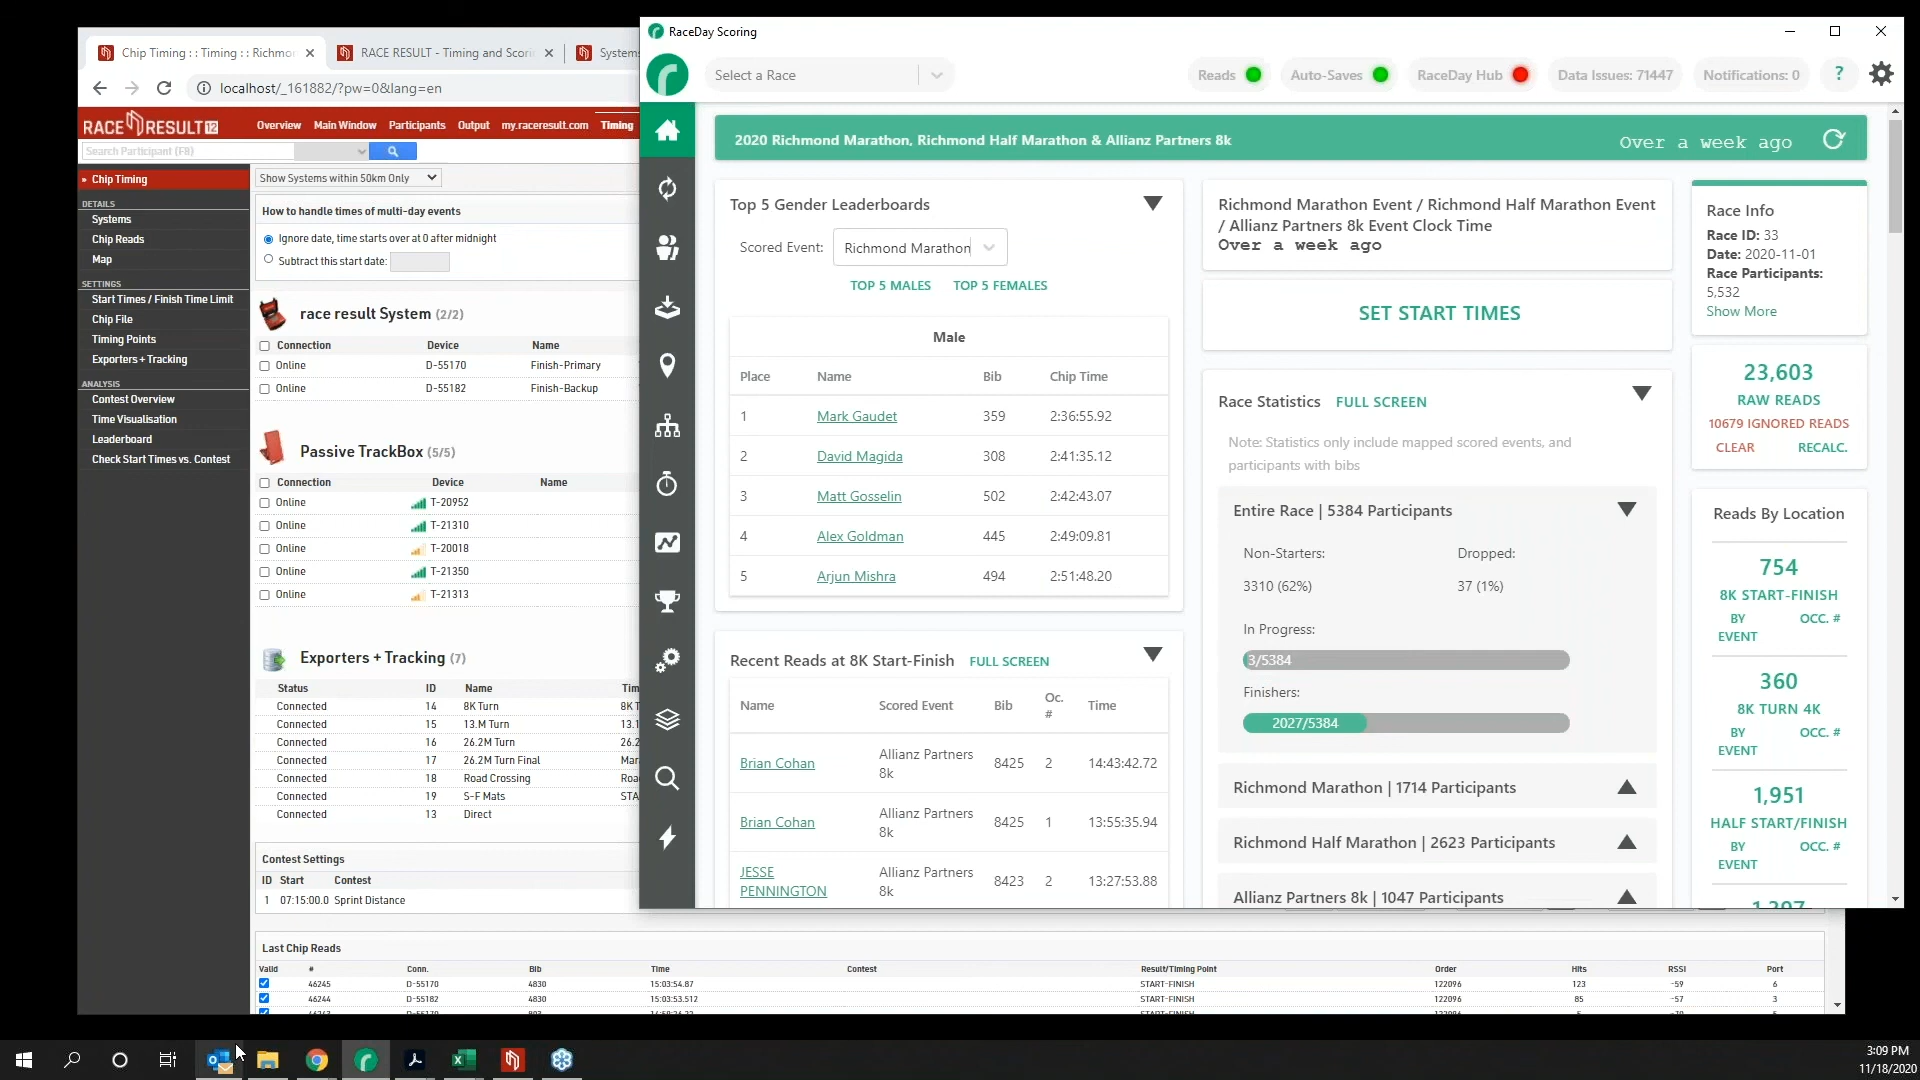 Chip Timing : : Timing : : Richmo
RACE RESULT - Timing and Scori
Systems
localhost/_161882/?pw=0&lang=en
RACE RESULT 12
Overview Main Window Participants Output my.raceresult.com Timing
Search Participant (F8)
» Chip Timing
DETAILS
Systems
Chip Reads
Map
SETTINGS
Start Times / Finish Time Limit
Chip File
Timing Points
Exporters + Tracking
ANALYSIS
Contest Overview
Time Visualisation
Leaderboard
Check Start Times vs. Contest
Show Systems within 50km Only
How to handle times of multi-day events
Ignore date, time starts over at 0 after midnight
Subtract this start date:
race result System (2/2)
Connection Device Name
Online D-55170 Finish-Primary
Online D-55182 Finish-Backup
Passive TrackBox (5/5)
Connection Device Name
Online T-20952
Online T-21310
Online T-20018
Online T-21350
Online T-21313
Exporters + Tracking (7)
Status ID Name Tim
Connected 14 8K Turn 8K T
Connected 15 13.M Turn 13.1
Connected 16 26.2M Turn 26.2
Connected 17 26.2M Turn Final Mar
Connected 18 Road Crossing Roa
Connected 19 S-F Mats STA
Connected 13 Direct
Contest Settings
ID Start Contest
1 07:15:00.0 Sprint Distance
Last Chip Reads
Valid # Conn. Bib Time Contest Result/Timing Point Order Hits RSSI Port
46245 D-55170 4830 15:03:54.87 START-FINISH 122096 123 -59 6
46244 D-55182 4830 15:03:53.512 START-FINISH 122096 85 -57 3
RaceDay Scoring
Select a Race
Reads
Auto-Saves
RaceDay Hub
Data Issues: 71447
Notifications: 0
?
2020 Richmond Marathon, Richmond Half Marathon & Allianz Partners 8k
Over a week ago
Top 5 Gender Leaderboards
Scored Event: Richmond Marathon
TOP 5 MALES TOP 5 FEMALES
Male
Place Name Bib Chip Time
1 Mark Gaudet 359 2:36:55.92
2 David Magida 308 2:41:35.12
3 Matt Gosselin 502 2:42:43.07
4 Alex Goldman 445 2:49:09.81
5 Arjun Mishra 494 2:51:48.20
Recent Reads at 8K Start-Finish FULL SCREEN
Name Scored Event Bib Oc. # Time
Brian Cohan Allianz Partners 8k 8425 2 14:43:42.72
Brian Cohan Allianz Partners 8k 8425 1 13:55:35.94
JESSE PENNINGTON Allianz Partners 8k 8423 2 13:27:53.88
Richmond Marathon Event / Richmond Half Marathon Event
/ Allianz Partners 8k Event Clock Time
Over a week ago
SET START TIMES
Race Statistics FULL SCREEN
Note: Statistics only include mapped scored events, and
participants with bibs
Entire Race | 5384 Participants
Non-Starters: Dropped:
3310 (62%) 37 (1%)
In Progress:
3/5384
Finishers:
2027/5384
Richmond Marathon | 1714 Participants
Richmond Half Marathon | 2623 Participants
Allianz Partners 8k | 1047 Participants
Race Info
Race ID: 33
Date: 2020-11-01
Race Participants:
5,532
Show More
23,603
RAW READS
10679 IGNORED READS
CLEAR RECALC.
Reads By Location
754
8K START-FINISH
BY EVENT OCC. #
360
8K TURN 4K
BY EVENT OCC. #
1,951
HALF START/FINISH
BY EVENT OCC. #
3:09 PM
11/18/2020